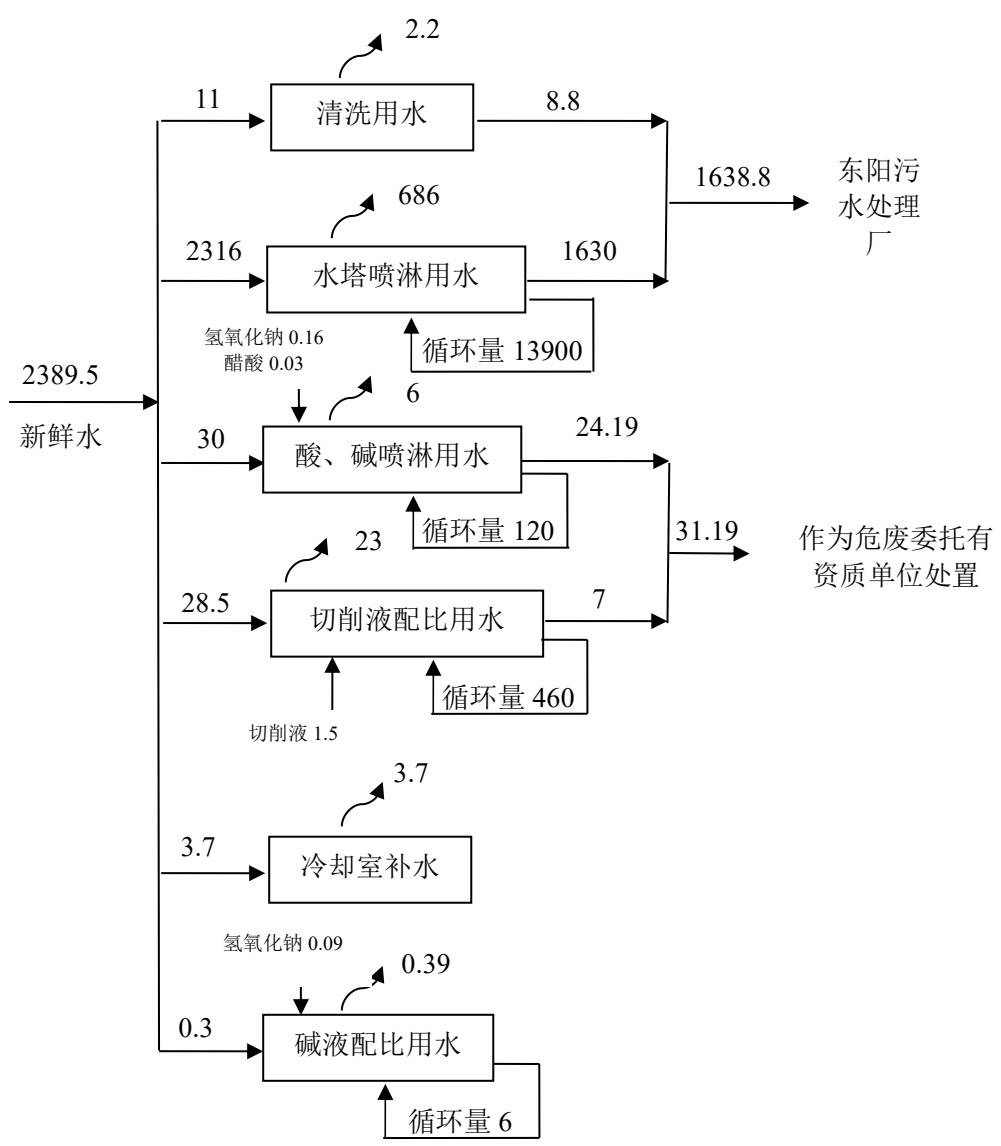 2.2
11
清洗用水
8.8
1638.8
东阳污
水处理
厂
686
2316
水塔喷淋用水
1630
循环量 13900
氢氧化钠 0.16
醋酸 0.03
2389.5
新鲜水
6
30
酸、碱喷淋用水
24.19
循环量 120
31.19
作为危废委托有
资质单位处置
23
28.5
切削液配比用水
7
循环量 460
切削液 1.5
3.7
3.7
冷却室补水
氢氧化钠 0.09
0.39
0.3
碱液配比用水
循环量 6